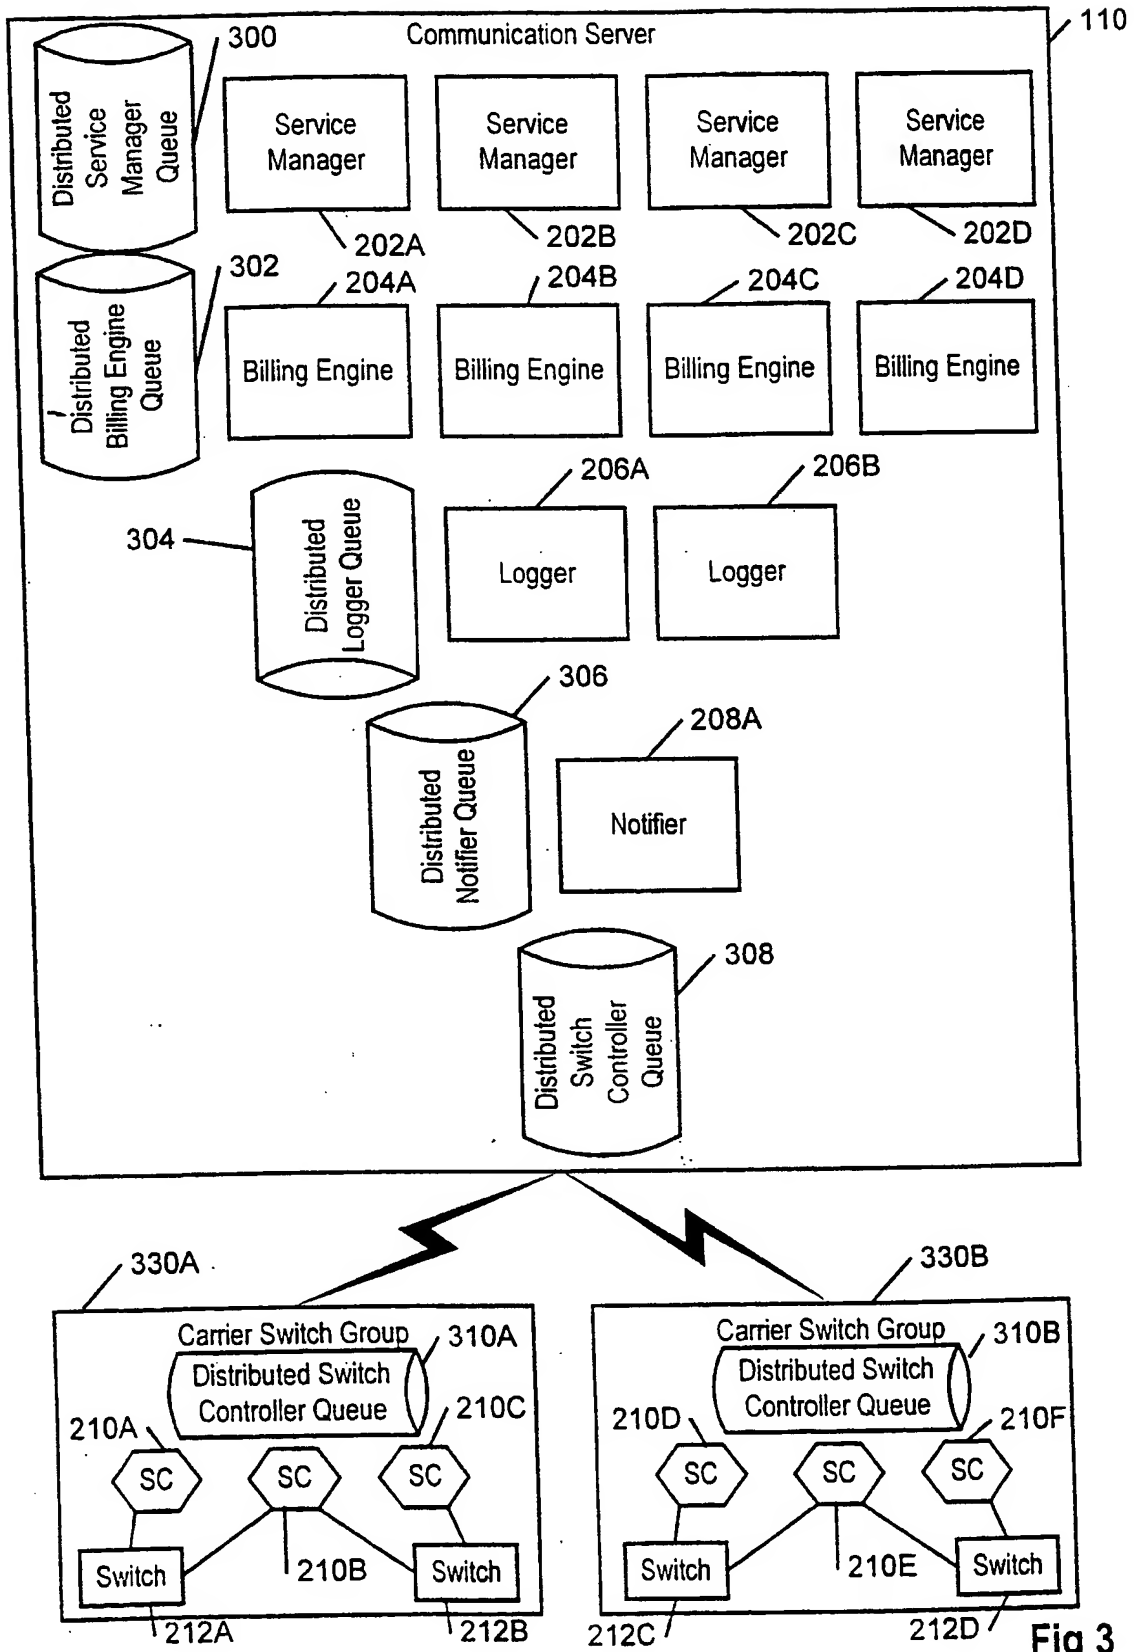 Communication Server
110
300
Distributed
Service
Manager
Queue
Service
Manager
Service
Manager
Service
Manager
Service
Manager
202A
202B
202C
202D
302
204A
204B
204C
204D
Distributed
Billing Engine
Queue
Billing Engine
Billing Engine
Billing Engine
Billing Engine
206A
206B
304
Distributed
Logger Queue
Logger
Logger
306
208A
Distributed
Notifier Queue
Notifier
308
Distributed
Switch
Controller
Queue
330A
330B
Carrier Switch Group
310A
Distributed Switch
Controller Queue
210A
210C
SC
SC
SC
Switch
210B
Switch
212A
212B
Carrier Switch Group
310B
Distributed Switch
Controller Queue
210D
210F
SC
SC
SC
Switch
210E
Switch
212C
212D
Fig 3